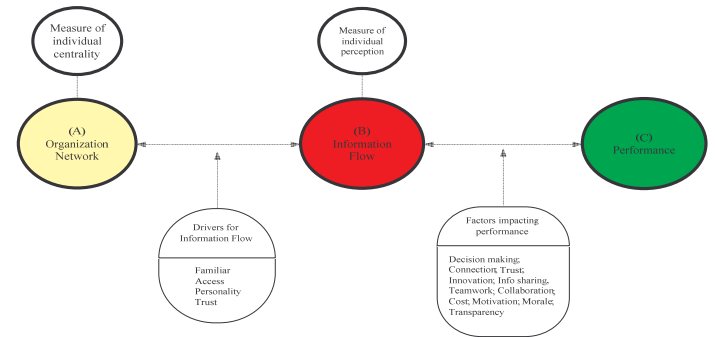 Measure of
individual
centrality
Measure of
individual
perception
(A)
Organization
Network
(B)
Information
Flow
(C)
Performance
Drivers for
Information Flow
Familiar
Access
Personality
Trust
Factors impacting
performance
Decision making;
Connection; Trust;
Innovation; Info sharing,
Teamwork; Collaboration;
Cost; Motivation; Morale;
Transparency